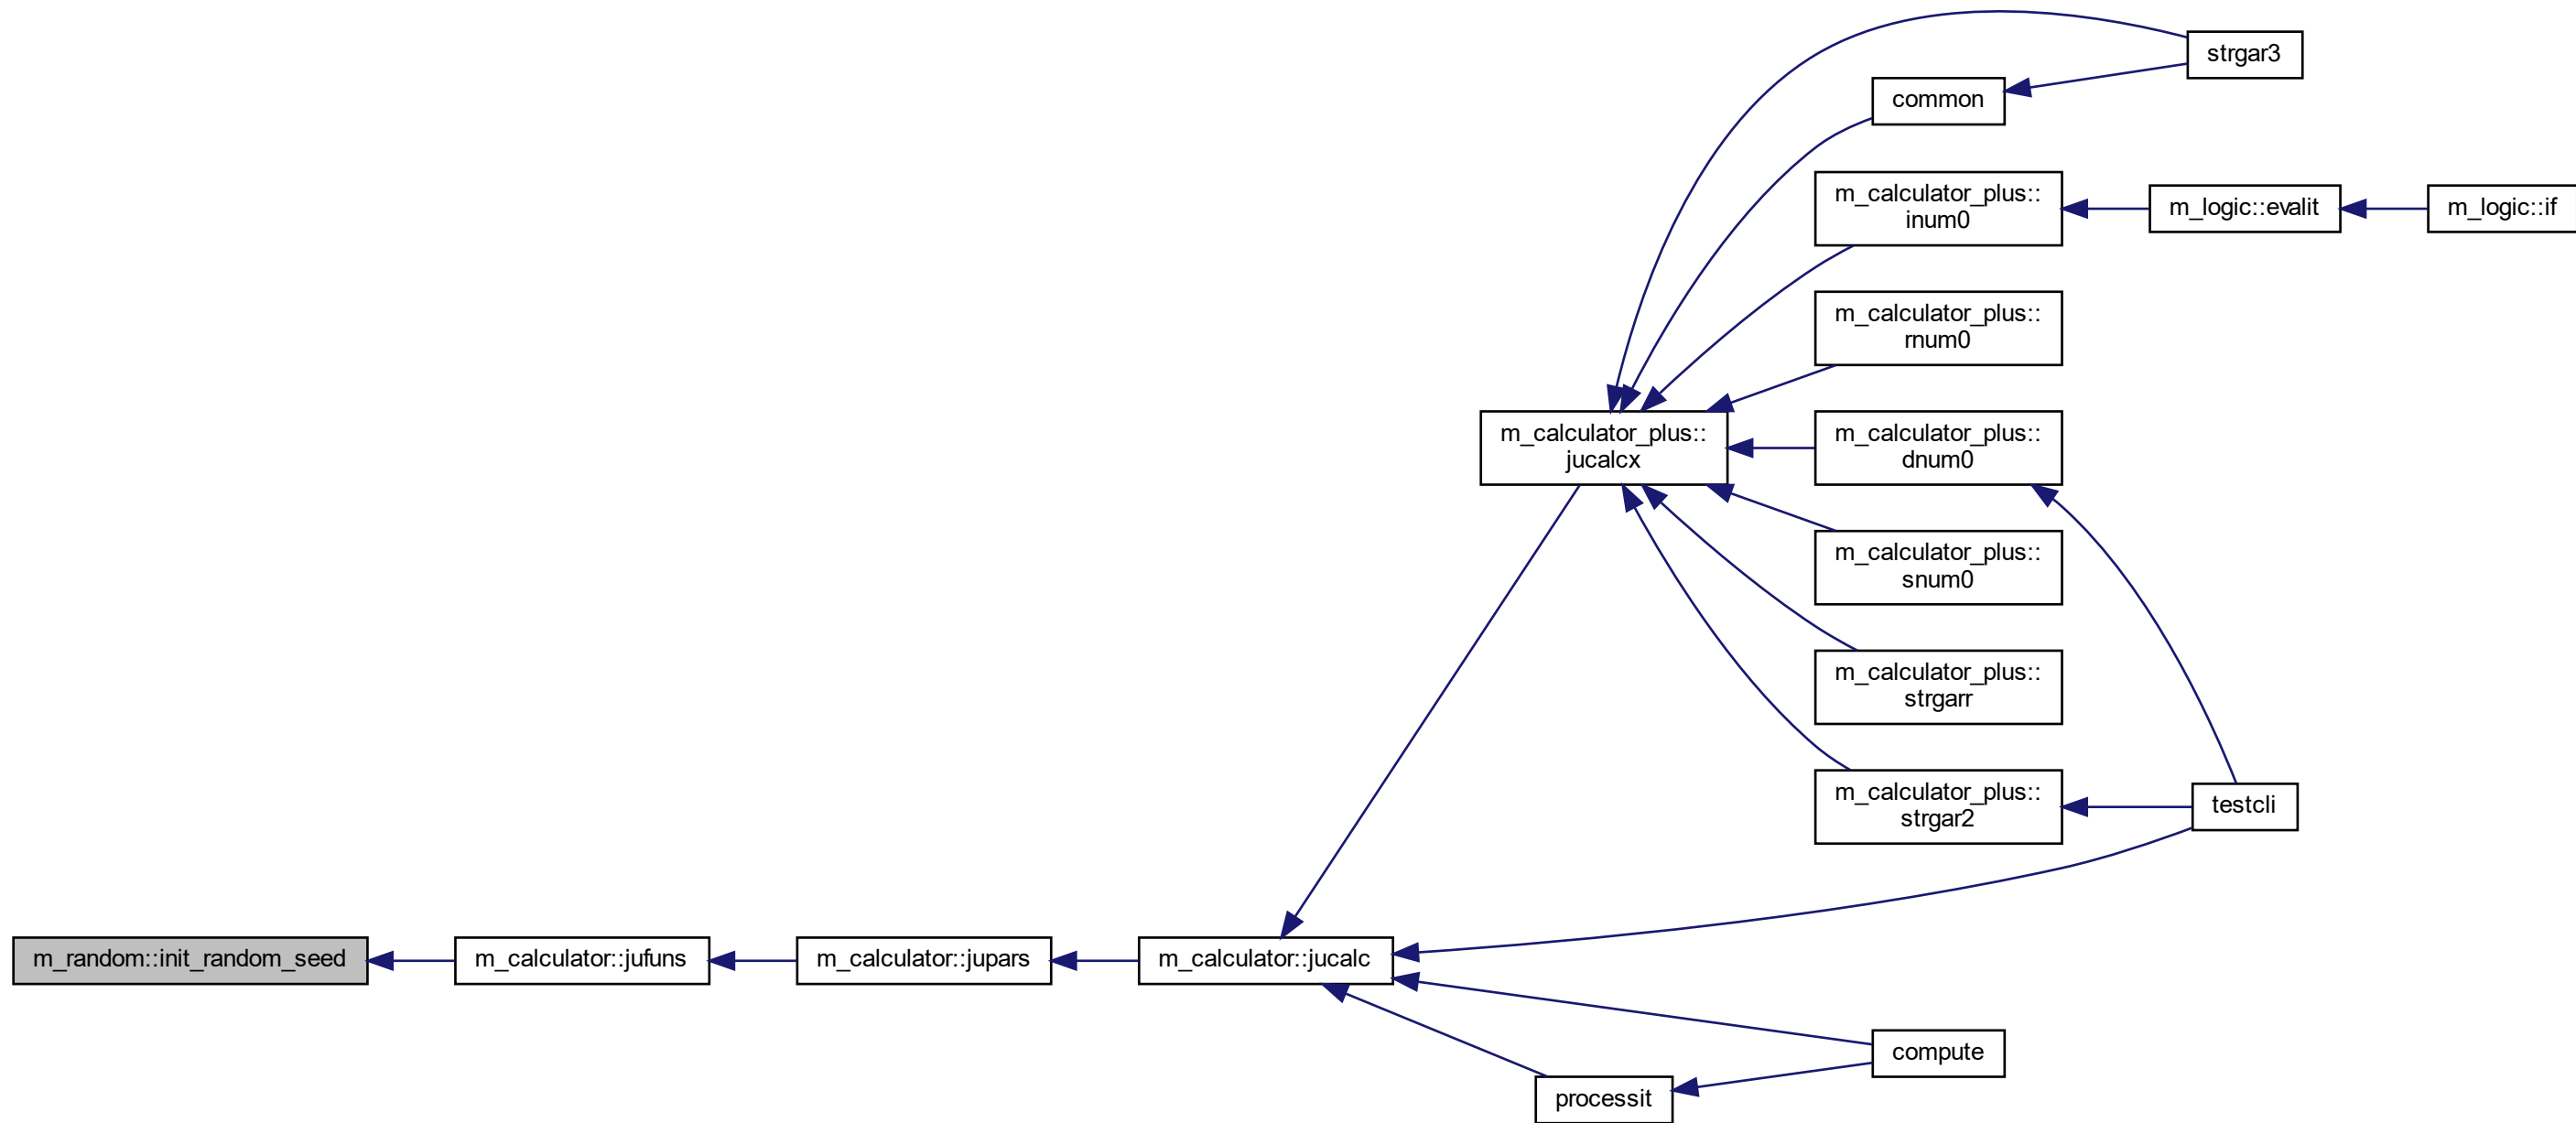 strgar3
common
m_calculator_plus::
inum0
m_logic::evalit
m_logic::if
m_calculator_plus::
rnum0
m_calculator_plus::
jucalcx
m_calculator_plus::
dnum0
m_calculator_plus::
snum0
m_calculator_plus::
strgarr
m_calculator_plus::
strgar2
testcli
m_random::init_random_seed
m_calculator::jufuns
m_calculator::jupars
m_calculator::jucalc
compute
processit